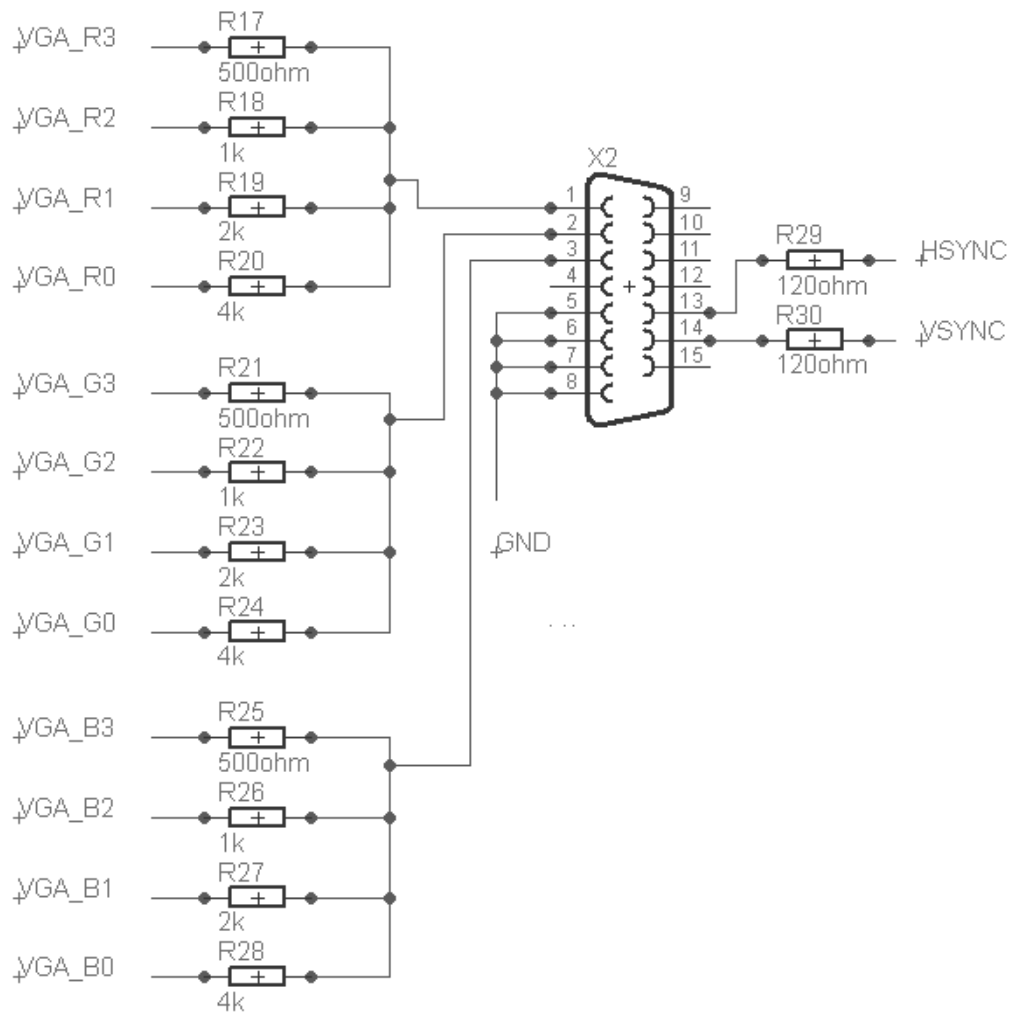 VGA_R3
R17
500ohm
VGA_R2
R18
1k
VGA_R1
R19
2k
VGA_R0
R20
4k
VGA_G3
R21
500ohm
VGA_G2
R22
1k
VGA_G1
R23
2k
VGA_G0
R24
4k
VGA_B3
R25
500ohm
VGA_B2
R26
1k
VGA_B1
R27
2k
VGA_B0
R28
4k
X2
1
2
3
4
5
6
7
8
9
10
11
12
13
14
15
R29
120ohm
HSYNC
R30
120ohm
VSYNC
GND
. . .